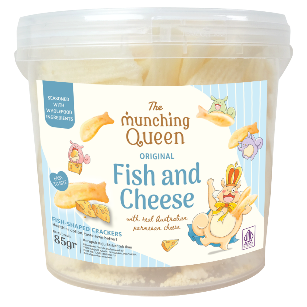 SEASONED
WITH
WHOLEFOOD
INGREDIENTS
The
munching
Queen
ORIGINAL
Fish and
Cheese
with real Australian
parmesan cheese
FISH-SHAPED CRACKERS
85gr